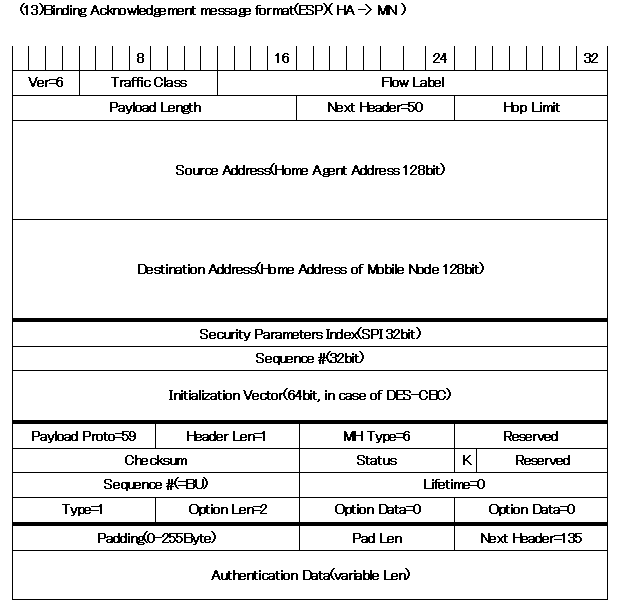 (13)Binding Acknowledgement message format(ESP)( HA -> MN )
8 16 24 32
Ver=6 Traffic Class Flow Label
Payload Length Next Header=50 Hop Limit
Source Address(Home Agent Address 128bit)
Destination Address(Home Address of Mobile Node 128bit)
Security Parameters Index(SPI 32bit)
Sequence #(32bit)
Initialization Vector(64bit, in case of DES-CBC)
Payload Proto=59 Header Len=1 MH Type=6 Reserved
Checksum Status K Reserved
Sequence #(=BU) Lifetime=0
Type=1 Option Len=2 Option Data=0 Option Data=0
Padding(0-255Byte) Pad Len Next Header=135
Authentication Data(variable Len)